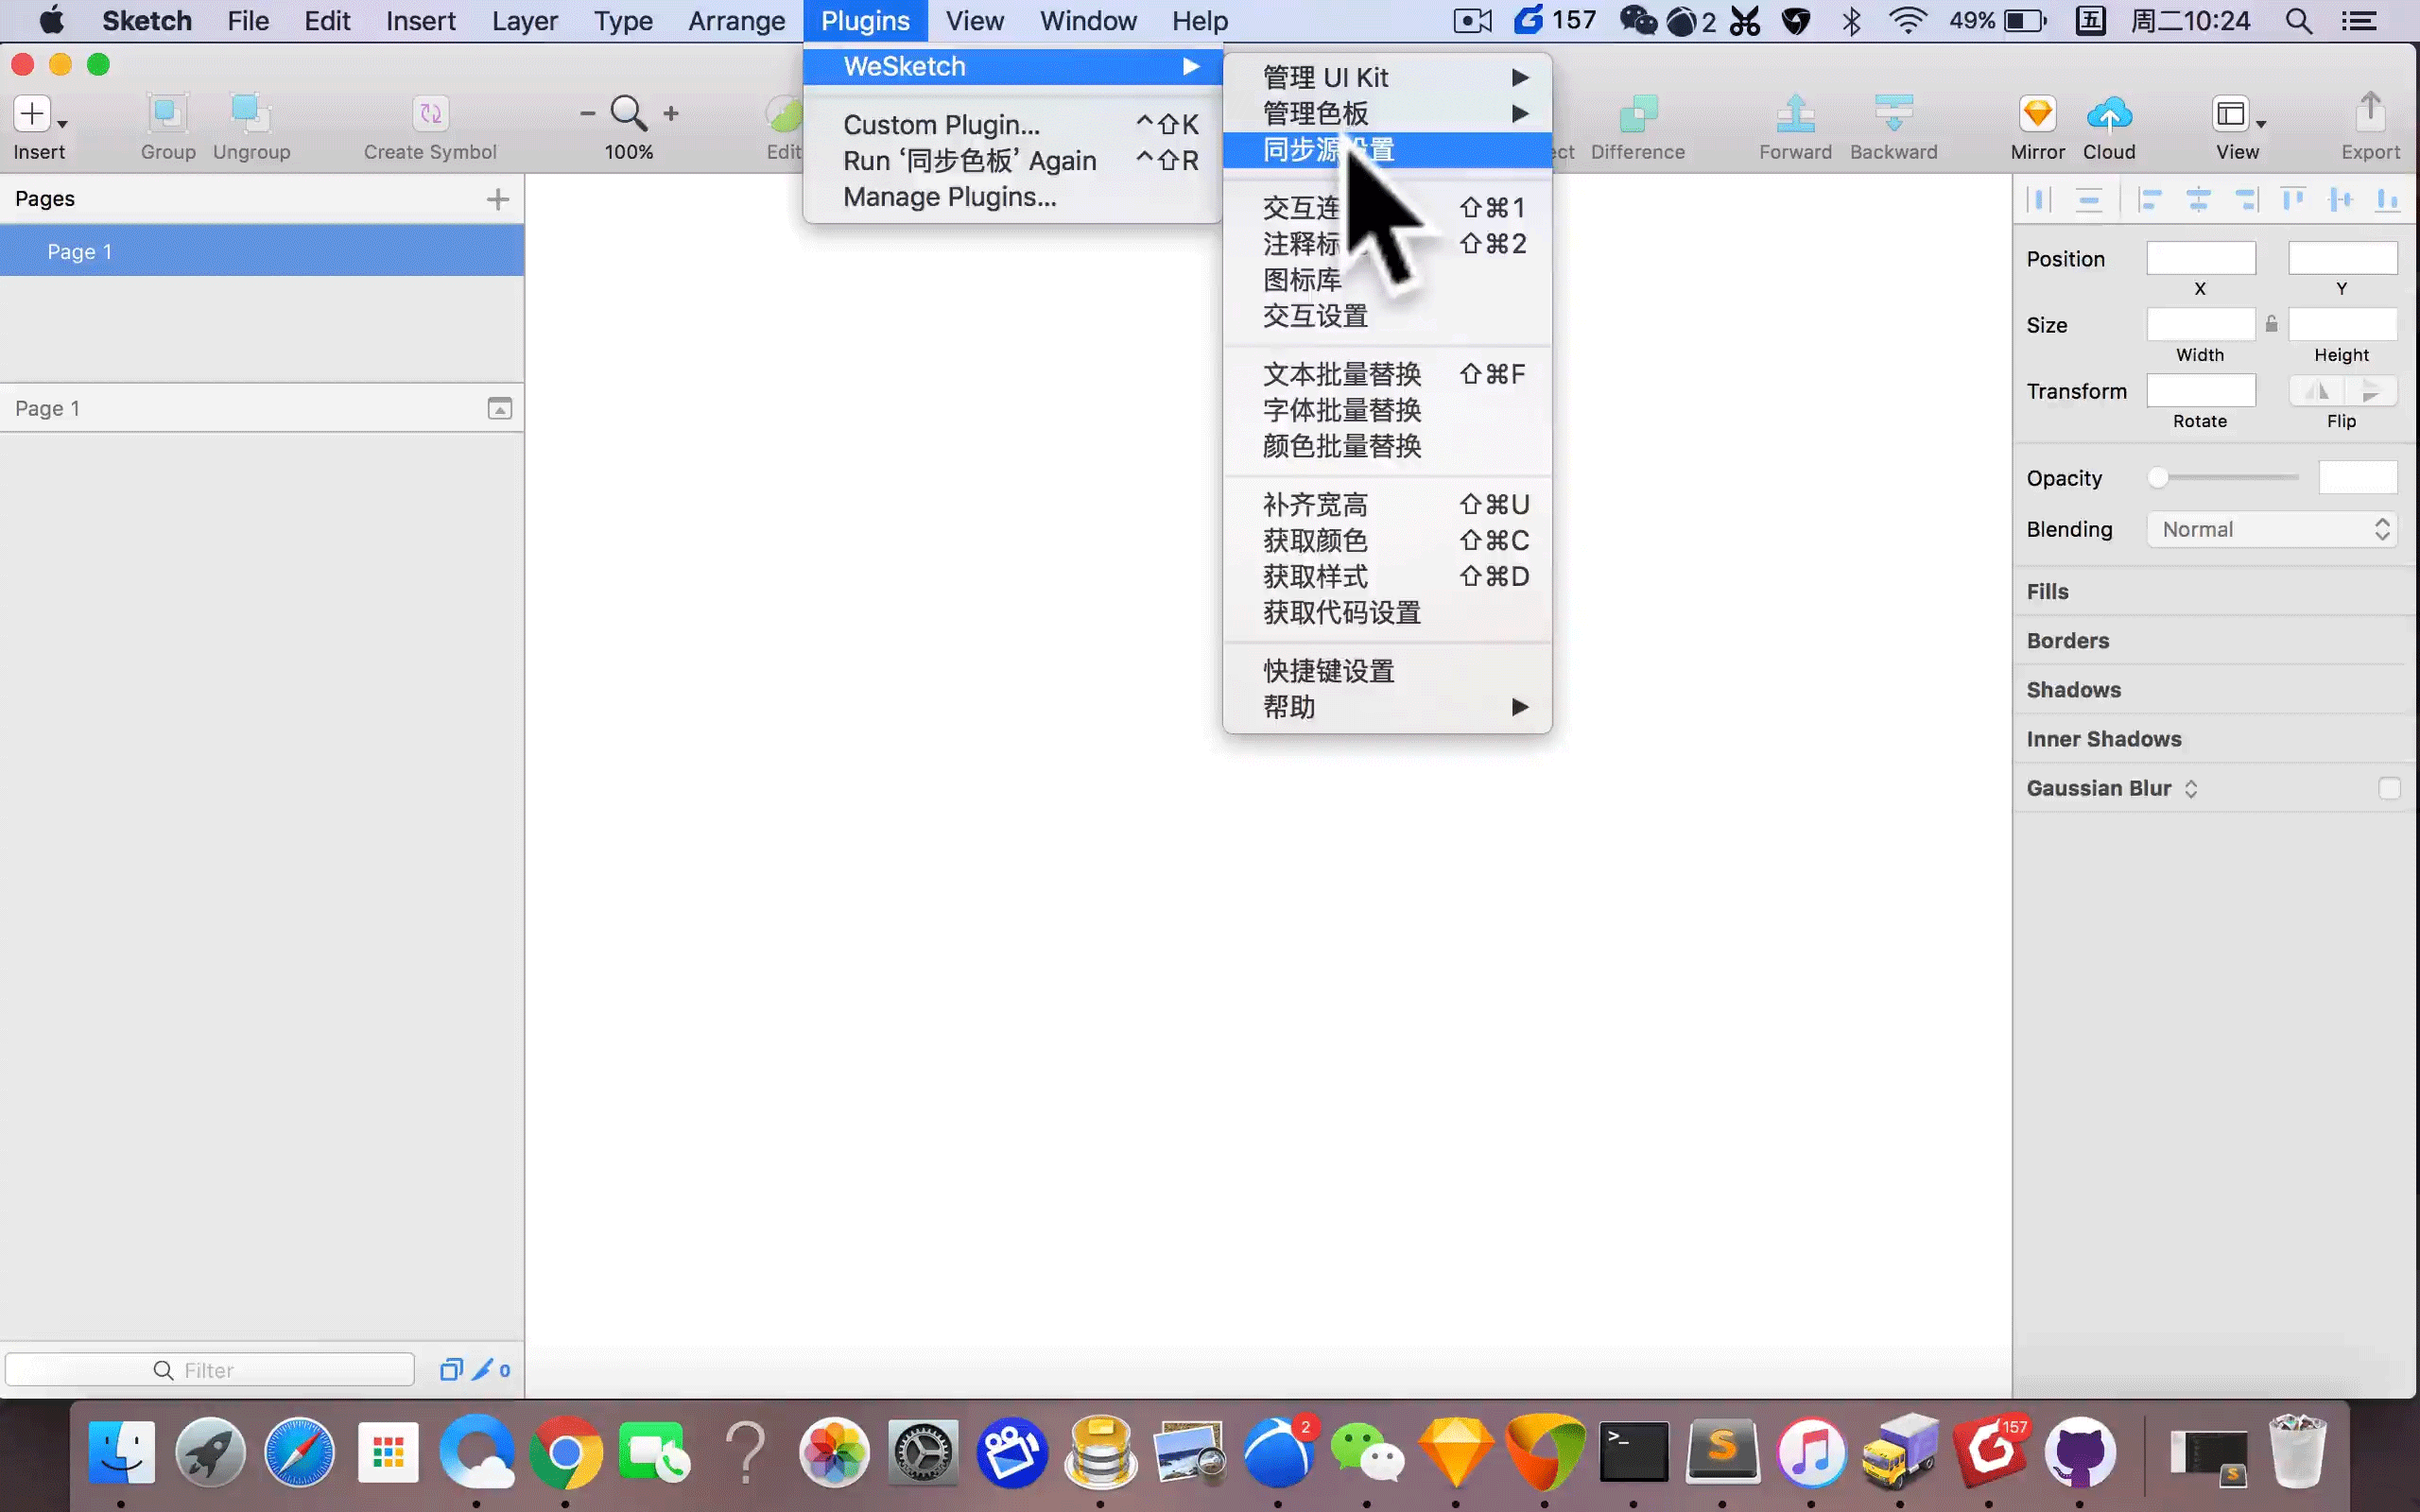 Sketch File Edit Insert Layer Type Arrange Plugins View Window Help 157 2 49% 五 周二10:24
Insert Group Ungroup Create Symbol 100% Edit Difference Forward Backward Mirror Cloud View Export
WeSketch
Custom Plugin... ^⇧K
Run ‘同步色板’ Again ^⇧R
Manage Plugins...
管理 UI Kit
管理色板
同步源设置
交互连 ⇧⌘1
注释标 ⇧⌘2
图标库
交互设置
文本批量替换 ⇧⌘F
字体批量替换
颜色批量替换
补齐宽高 ⇧⌘U
获取颜色 ⇧⌘C
获取样式 ⇧⌘D
获取代码设置
快捷键设置
帮助
Pages
Page 1
Page 1
Filter 0
Position
X Y
Size
Width Height
Transform
Rotate Flip
Opacity
Blending Normal
Fills
Borders
Shadows
Inner Shadows
Gaussian Blur
2 157